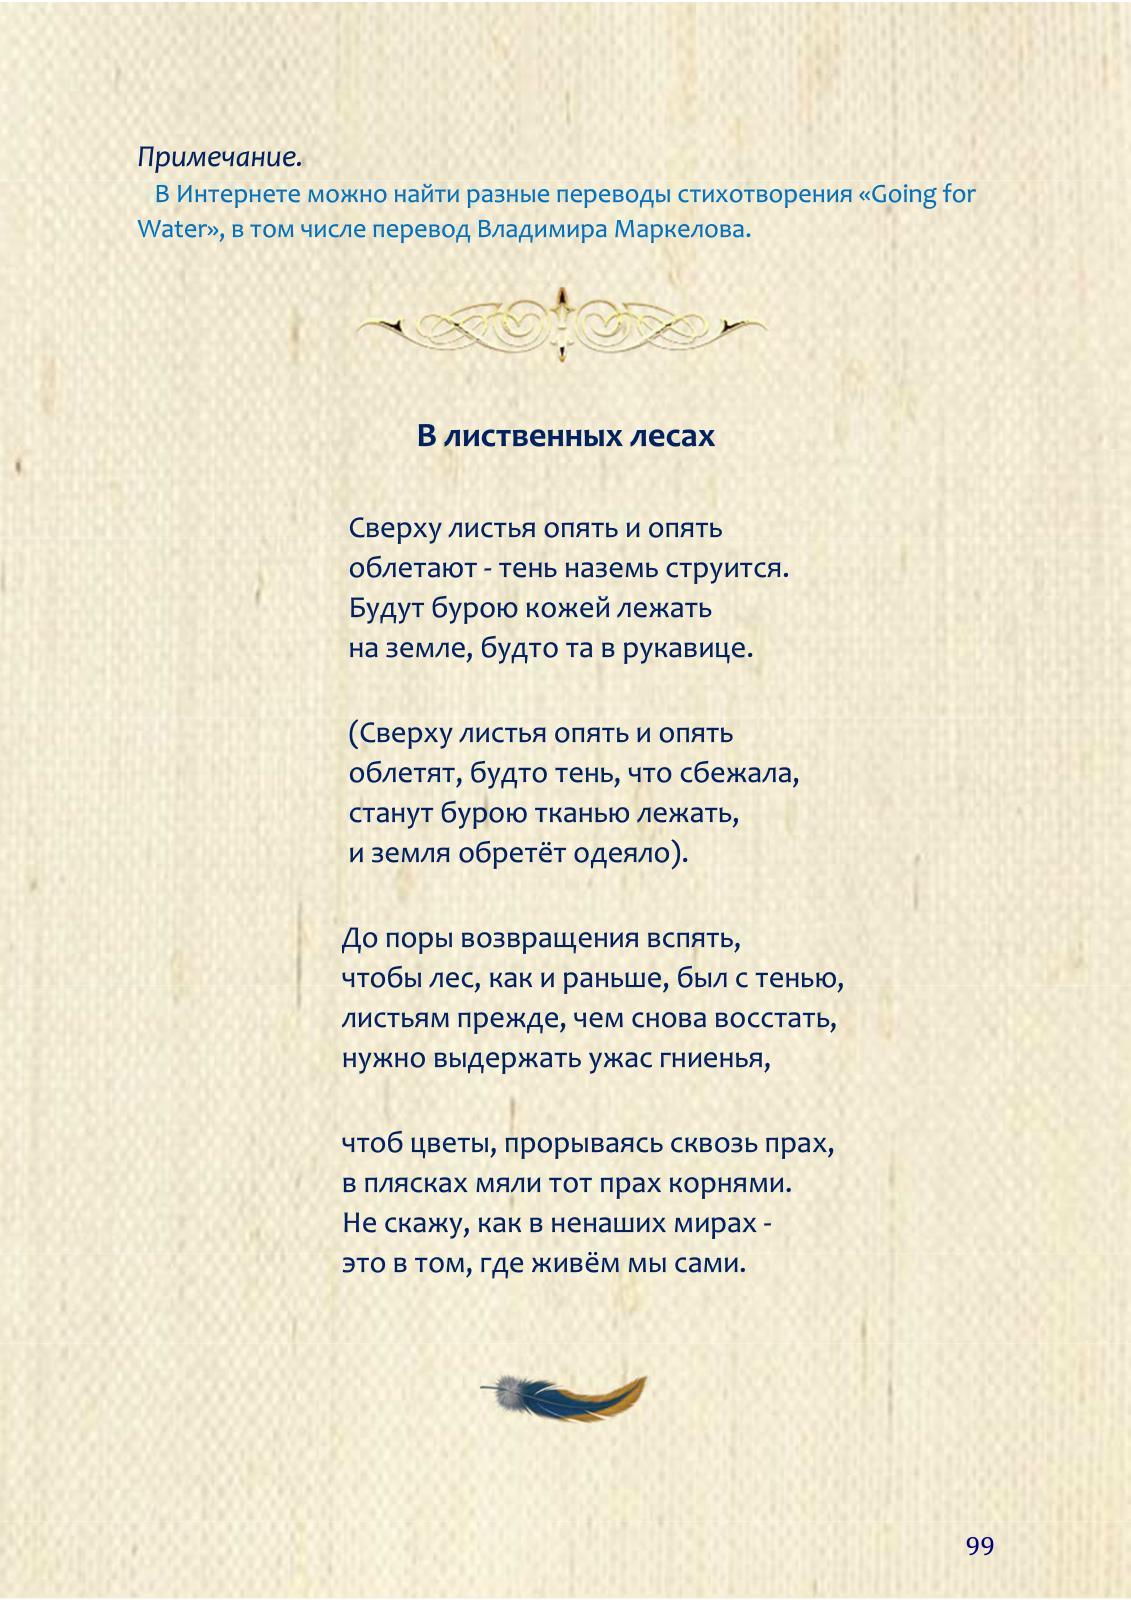 Примечание.
В Интернете можно найти разные переводы стихотворения «Going for
Water», в том числе перевод Владимира Маркелова.
В лиственных лесах
Сверху листья опять и опять
облетают - тень наземь струится.
Будут бурою кожей лежать
на земле, будто та в рукавице.
(Сверху листья опять и опять
облетят, будто тень, что сбежала,
станут бурою тканью лежать,
и земля обретёт одеяло).
До поры возвращения вспять,
чтобы лес, как и раньше, был с тенью,
листьям прежде, чем снова восстать,
нужно выдержать ужас гниенья,
чтоб цветы, прорываясь сквозь прах,
в плясках мяли тот прах корнями.
Не скажу, как в ненаших мирах -
это в том, где живём мы сами.
99